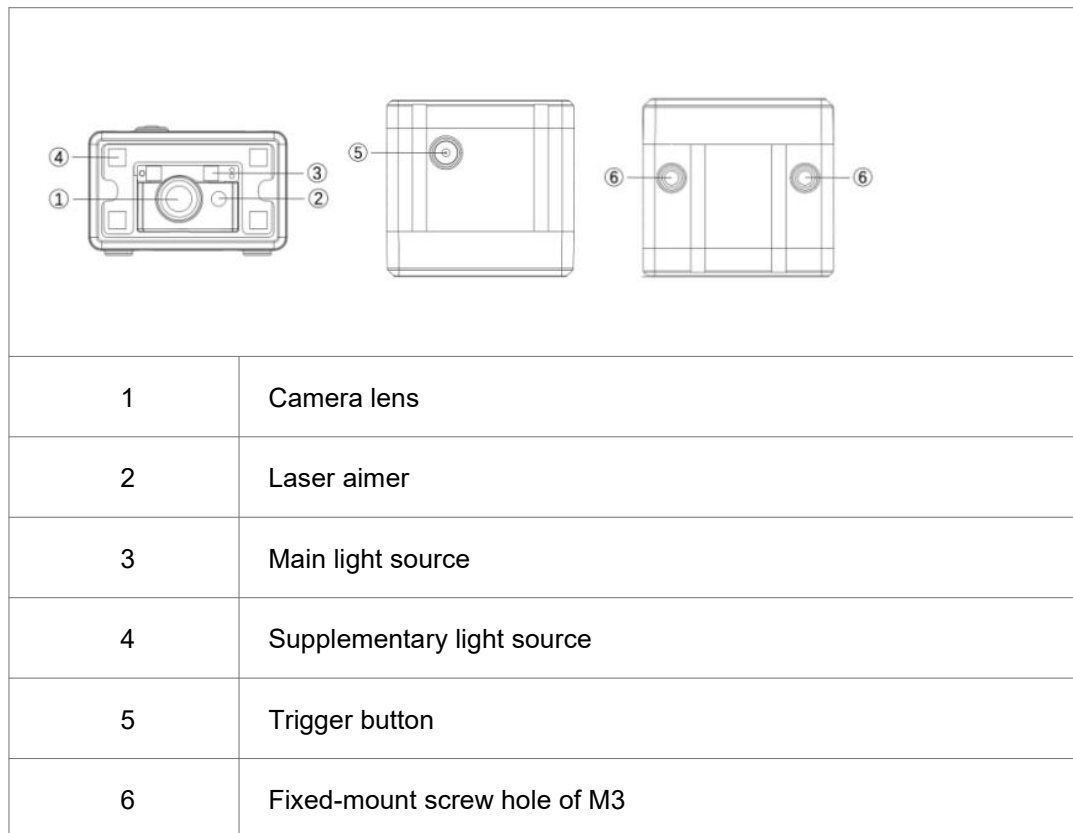 ④ ③
① ②
⑤
⑥ ⑥
1 Camera lens
2 Laser aimer
3 Main light source
4 Supplementary light source
5 Trigger button
6 Fixed-mount screw hole of M3